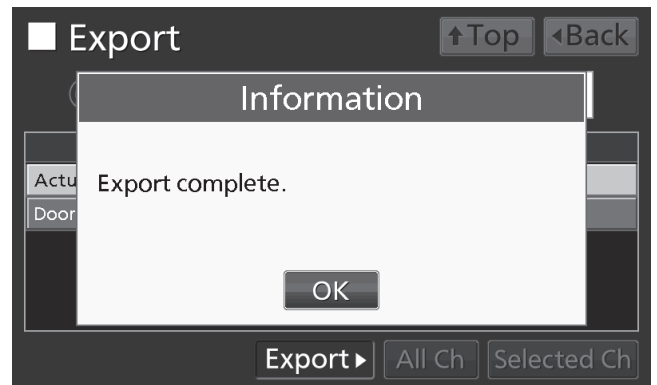 Export
Top
Back
Information
Actu
Export complete.
Door
OK
Export
All Ch
Selected Ch